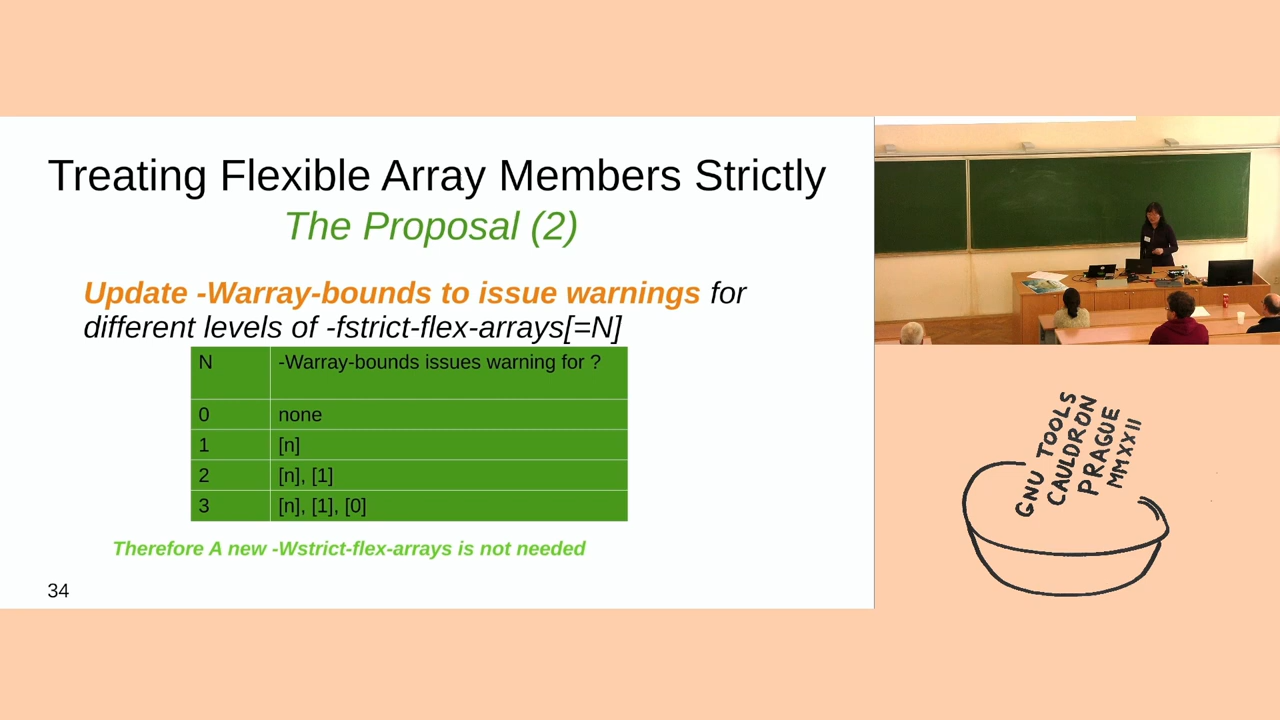 Treating Flexible Array Members Strictly
The Proposal (2)
Update -Warray-bounds to issue warnings for
different levels of -fstrict-flex-arrays[=N]
N -Warray-bounds issues warning for ?
0 none
1 [n]
2 [n], [1]
3 [n], [1], [0]
Therefore A new -Wstrict-flex-arrays is not needed
34
GNU TOOLS
CAULDRON
PRAGUE
MMXXII